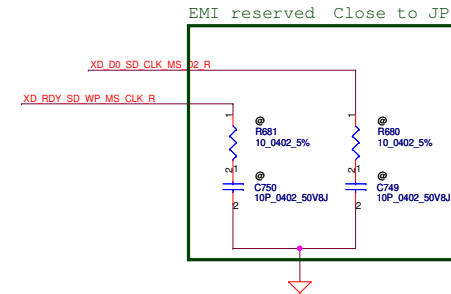 EMI reserved Close to JP
XD_D0_SD_CLK_MS_D2_R
XD_RDY_SD_WP_MS_CLK_R
1
1
@
R681
10_0402_5%
@
R680
10_0402_5%
2
1
2
1
@
C750
10P_0402_50V8J
@
C749
10P_0402_50V8J
2
2